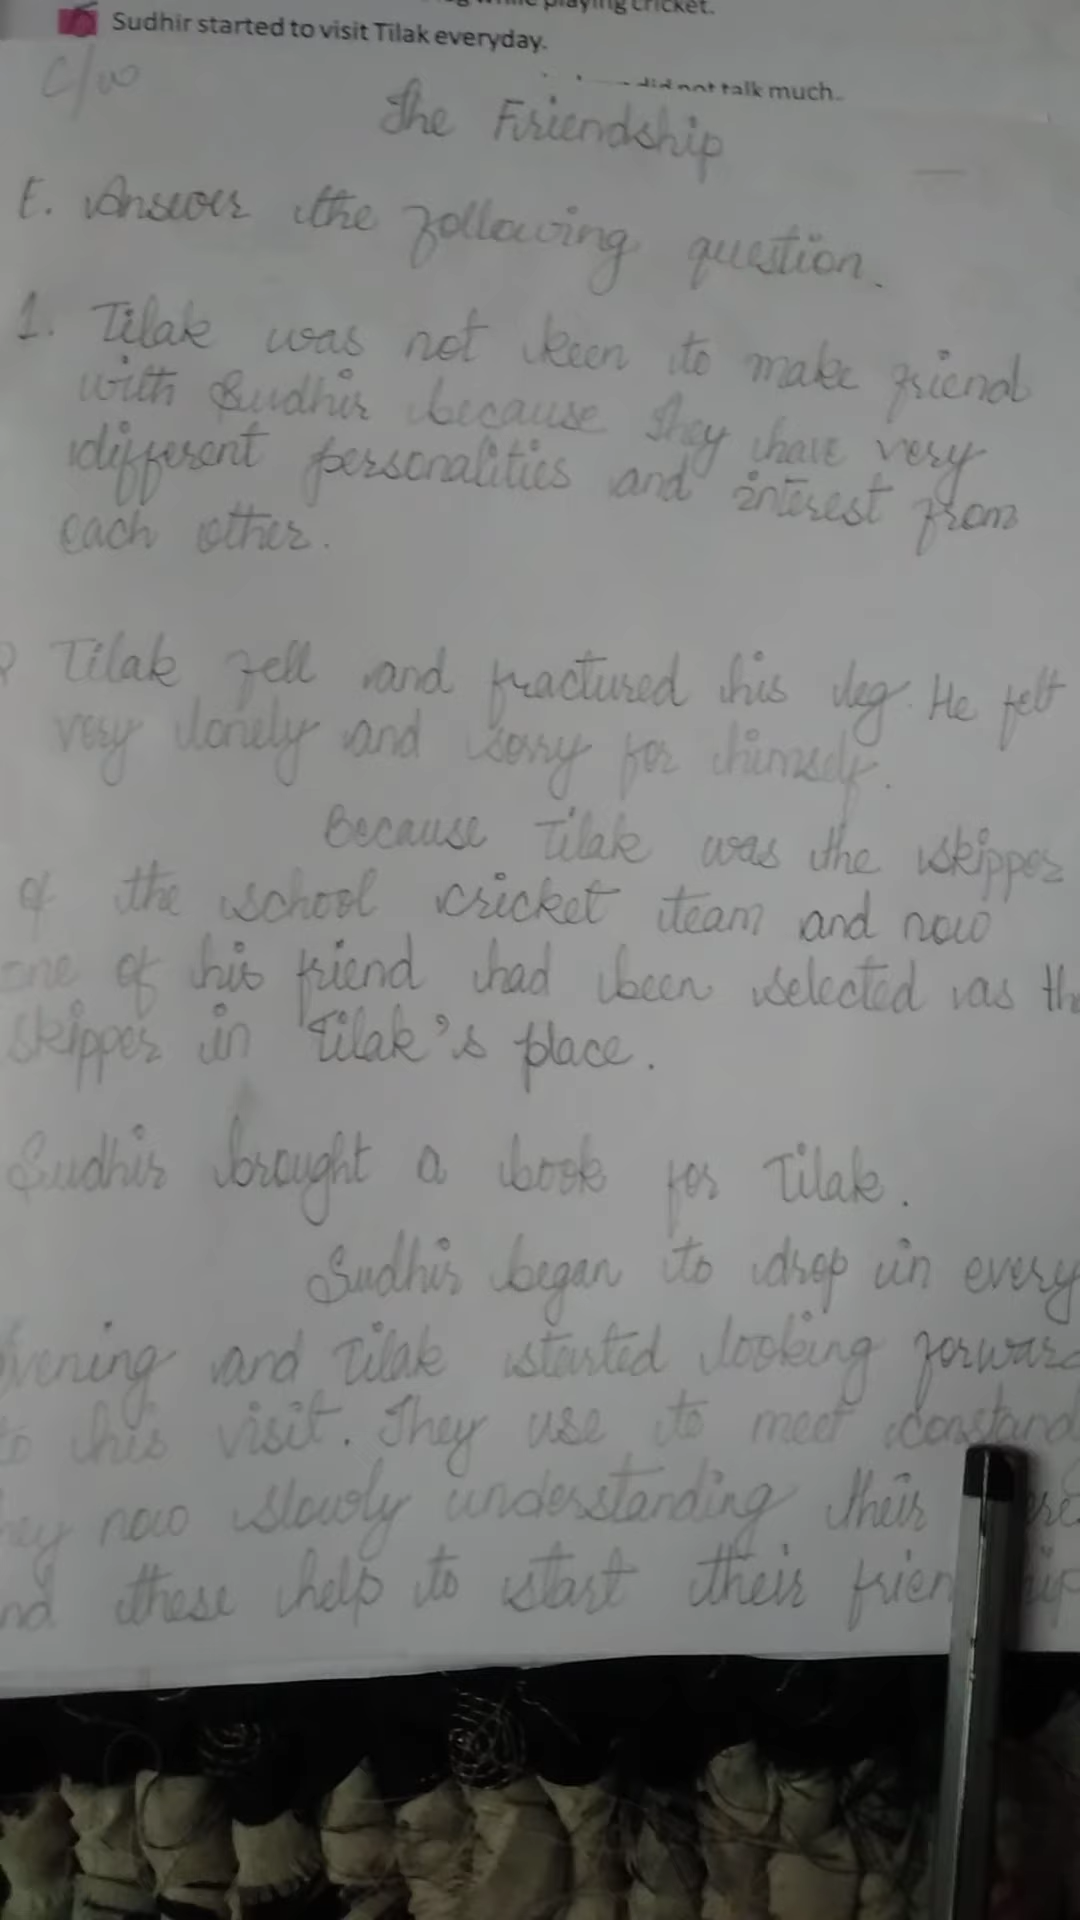 playing cricket.
Sudhir started to visit Tilak everyday.
did not talk much.
C/W
The Friendship
E. Answer the following question.
1. Tilak was not keen to make friend
with Sudhir because they have very
different personalities and interest from
each other.
Tilak fell and fractured his leg. He felt
very lonely and sorry for himself.
Because Tilak was the skipper
of the school cricket team and now
one of his friend had been selected as th
skipper in Tilak's place.
Sudhir brought a book for Tilak.
Sudhir began to drop in every
evening and Tilak started looking forward
to his visit. They use to meet
now slowly understanding their
these help to start their